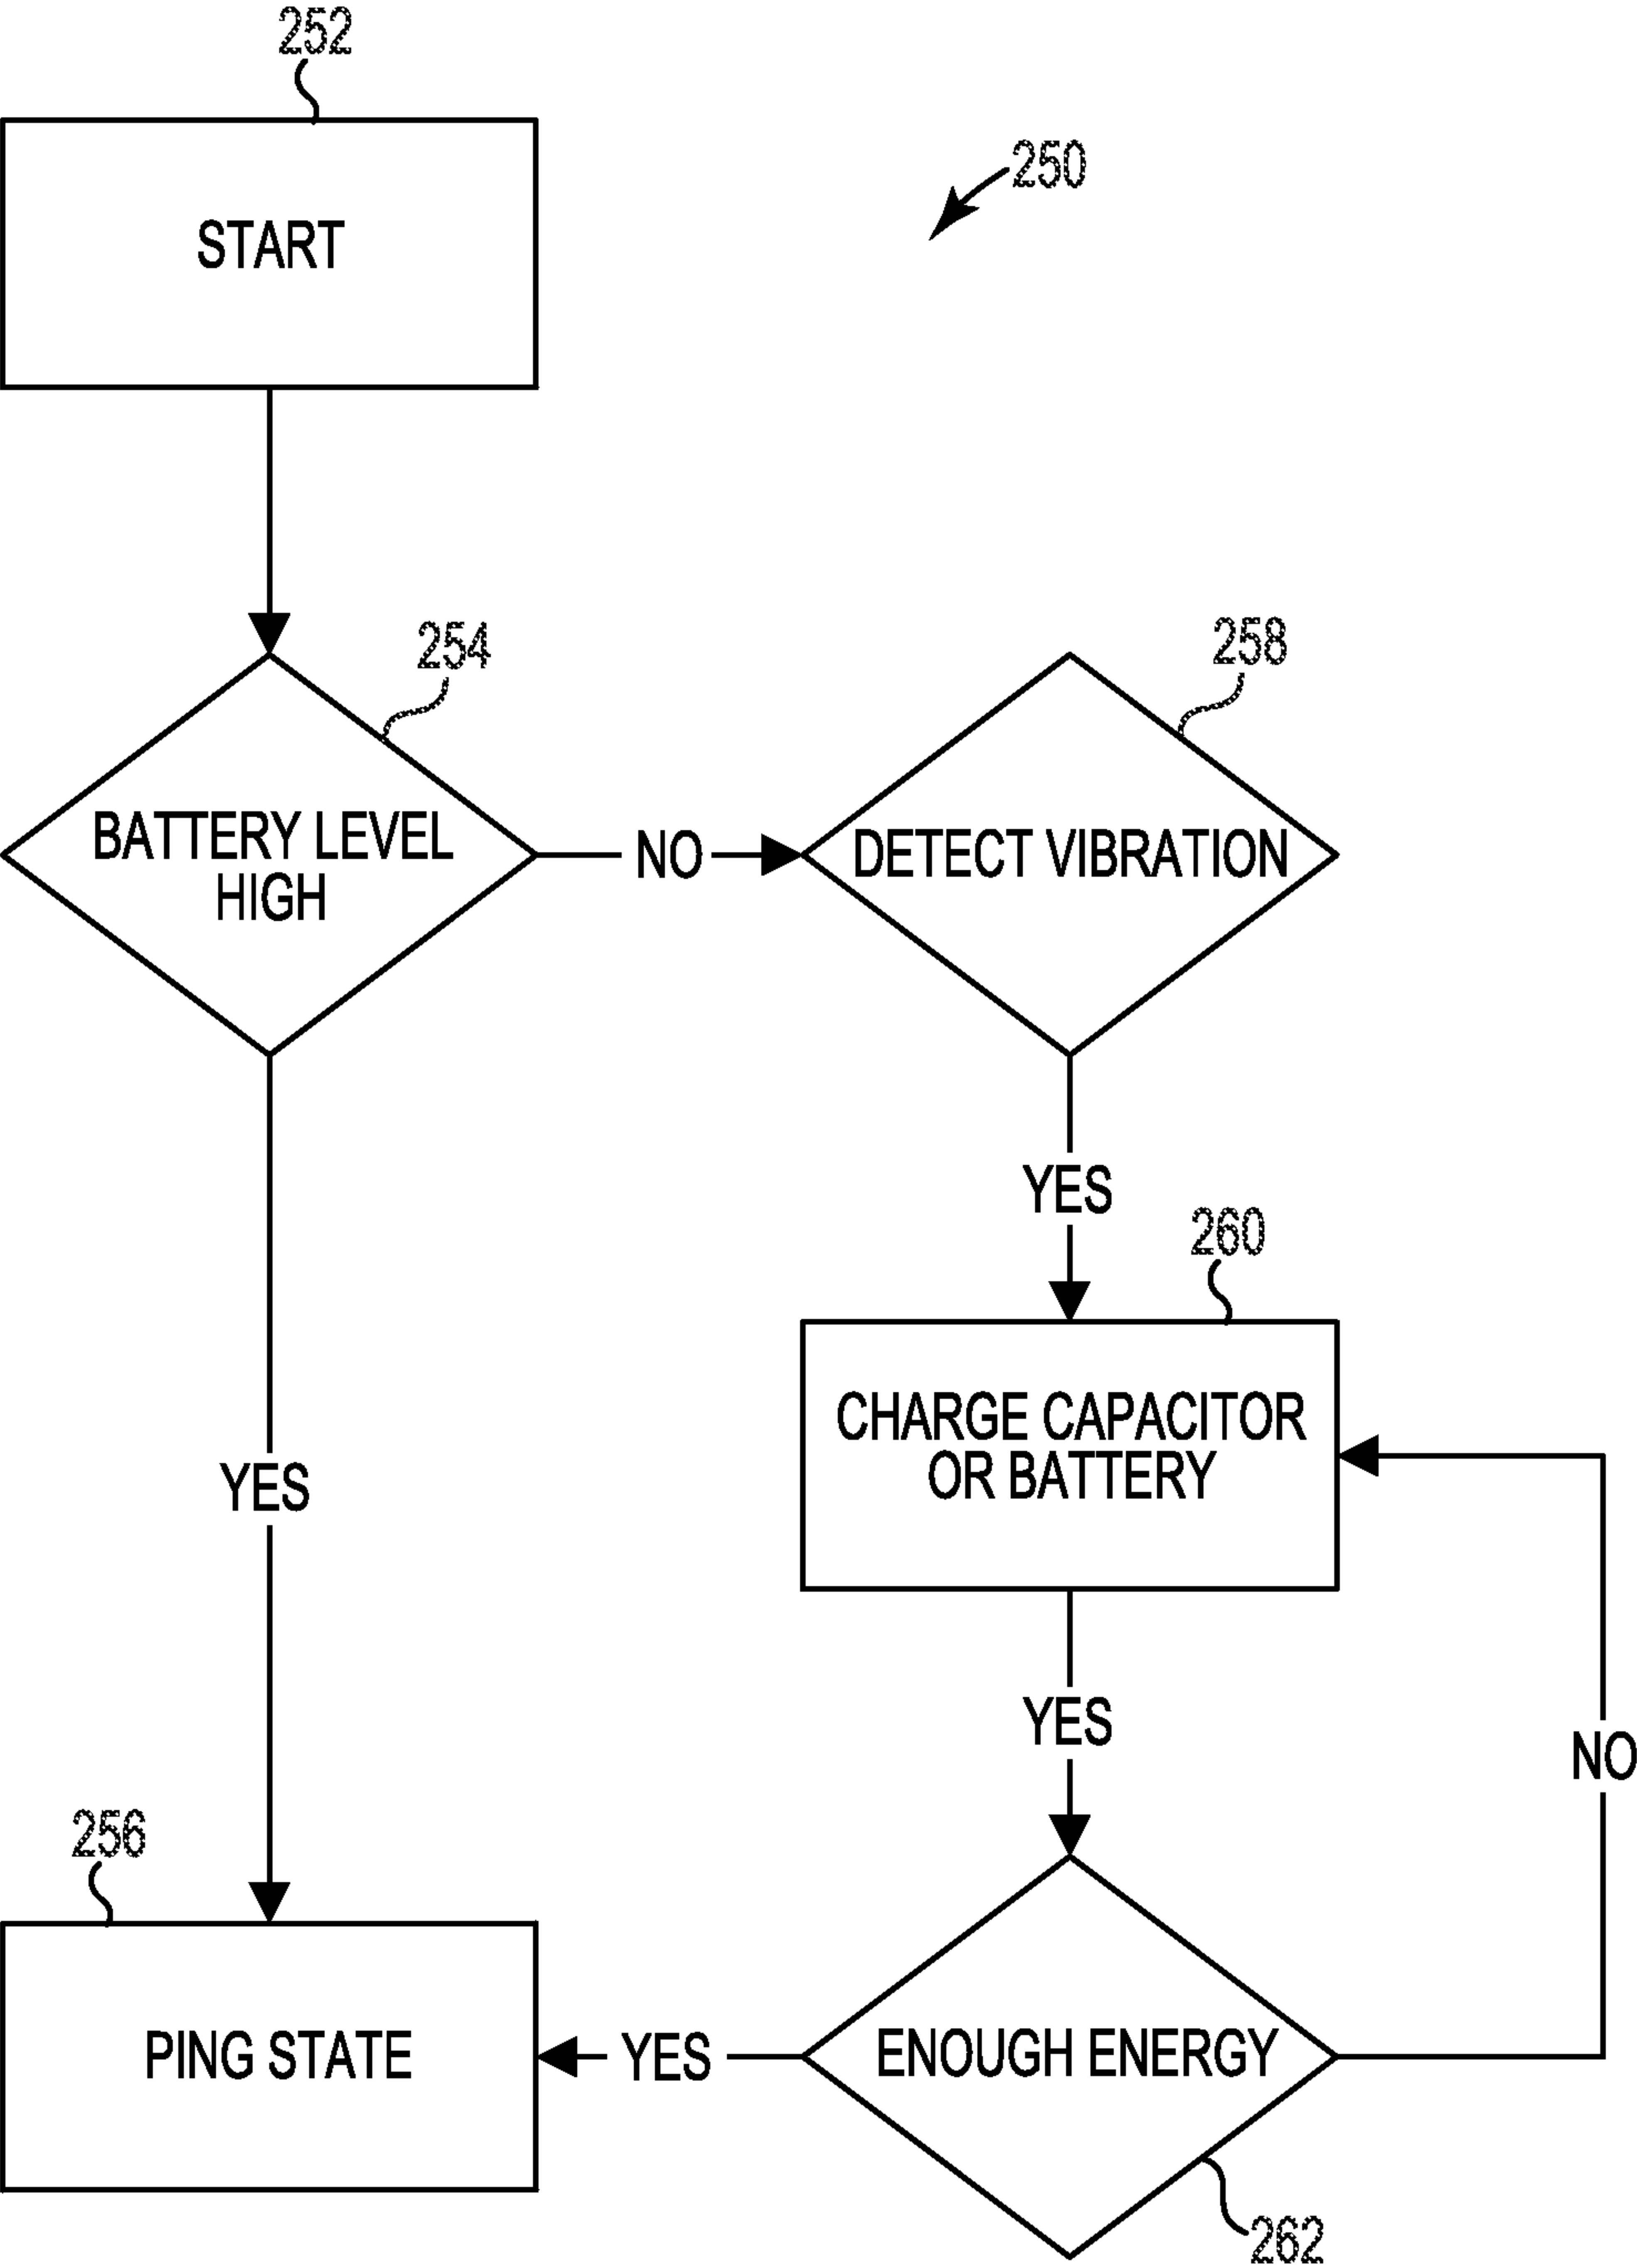 252
START
250
254
BATTERY LEVEL
HIGH
NO
258
DETECT VIBRATION
YES
260
CHARGE CAPACITOR
OR BATTERY
YES
YES
NO
256
PING STATE
YES
ENOUGH ENERGY
262